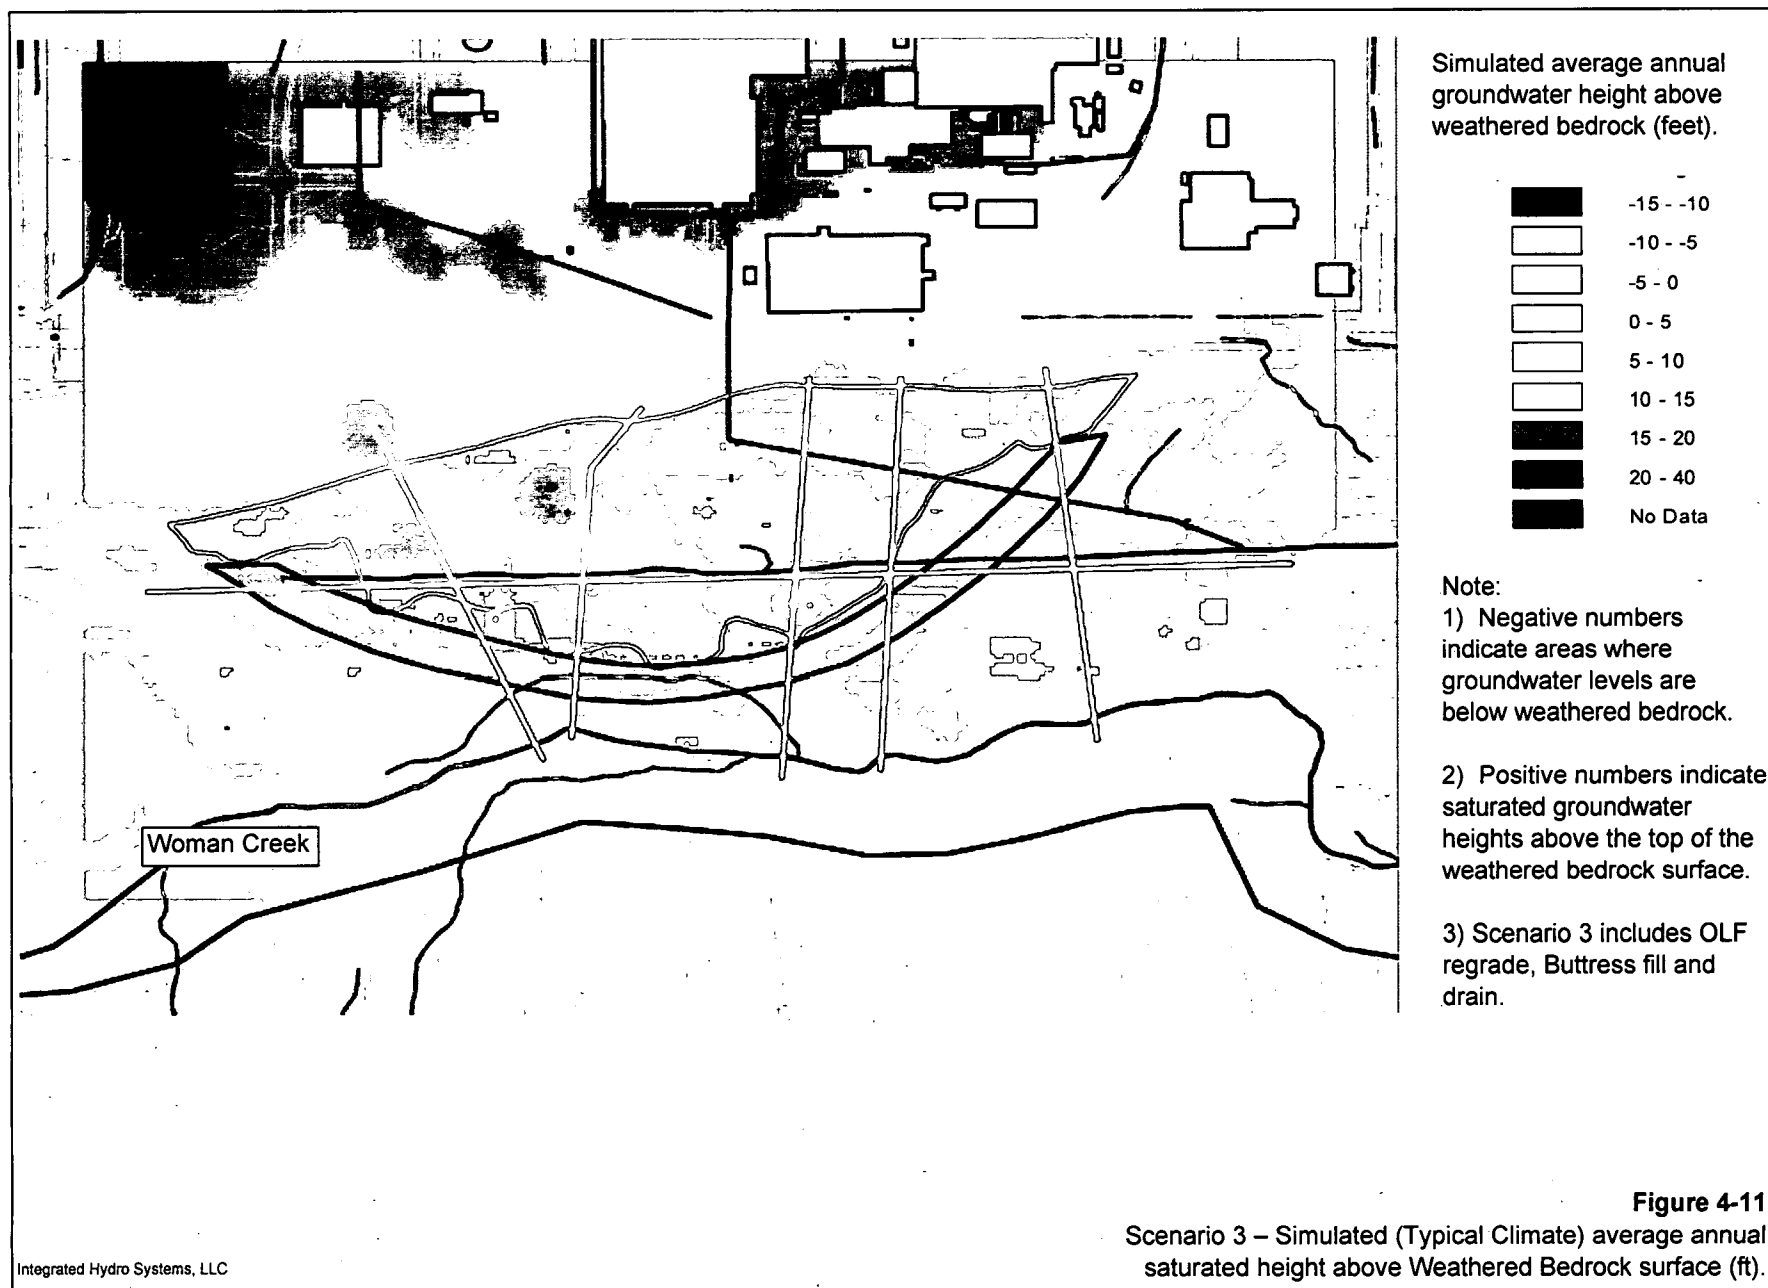 Simulated average annual
groundwater height above
weathered bedrock (feet).
-15 - -10
-10 - -5
-5 - 0
0 - 5
5 - 10
10 - 15
15 - 20
20 - 40
No Data
Note:
1) Negative numbers
indicate areas where
groundwater levels are
below weathered bedrock.
2) Positive numbers indicate
saturated groundwater
heights above the top of the
weathered bedrock surface.
3) Scenario 3 includes OLF
regrade, Buttress fill and
drain.
Woman Creek
Figure 4-11
Scenario 3 – Simulated (Typical Climate) average annual
saturated height above Weathered Bedrock surface (ft).
Integrated Hydro Systems, LLC